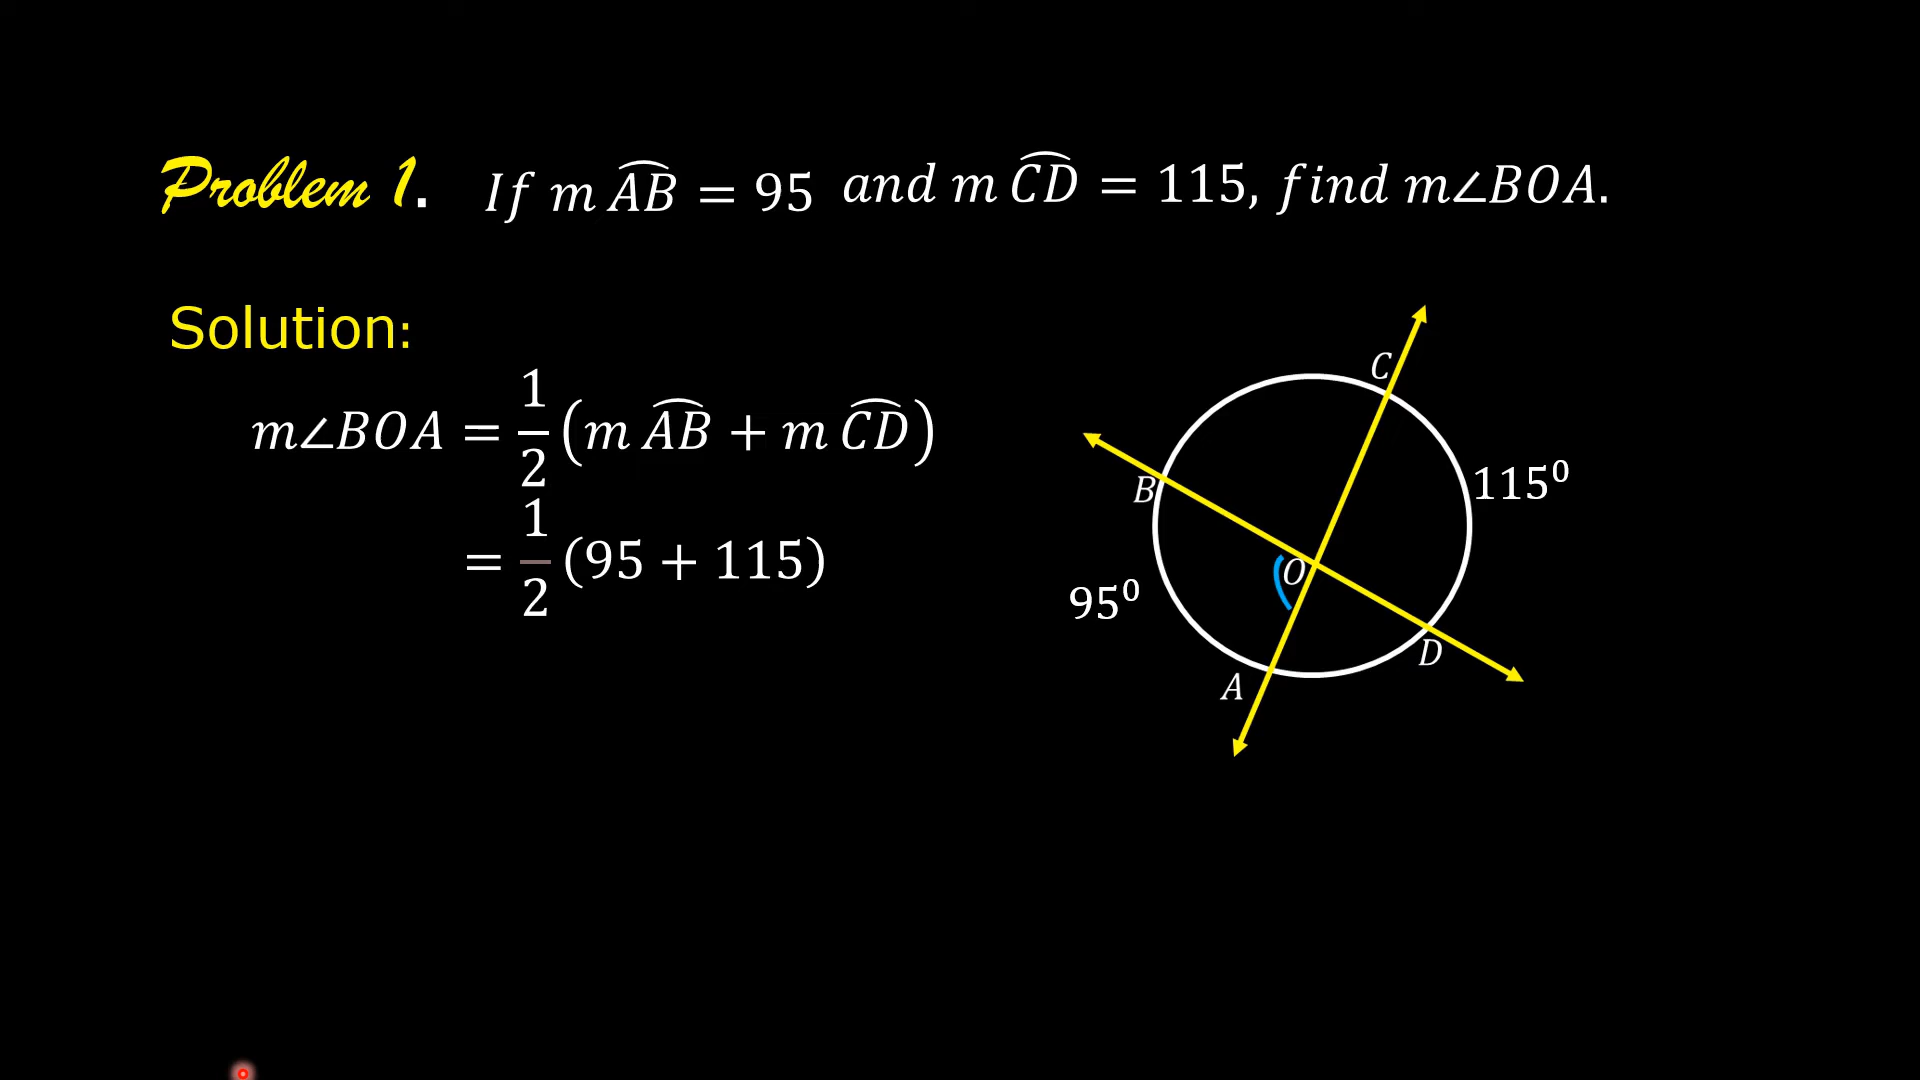 Problem 1. If m AB͡ = 95 and m CD͡ = 115, find m∠BOA.
Solution:
m∠BOA = 1/2 (m AB͡ + m CD͡)
= 1/2 (95 + 115)
C
B
115⁰
O
95⁰
D
A